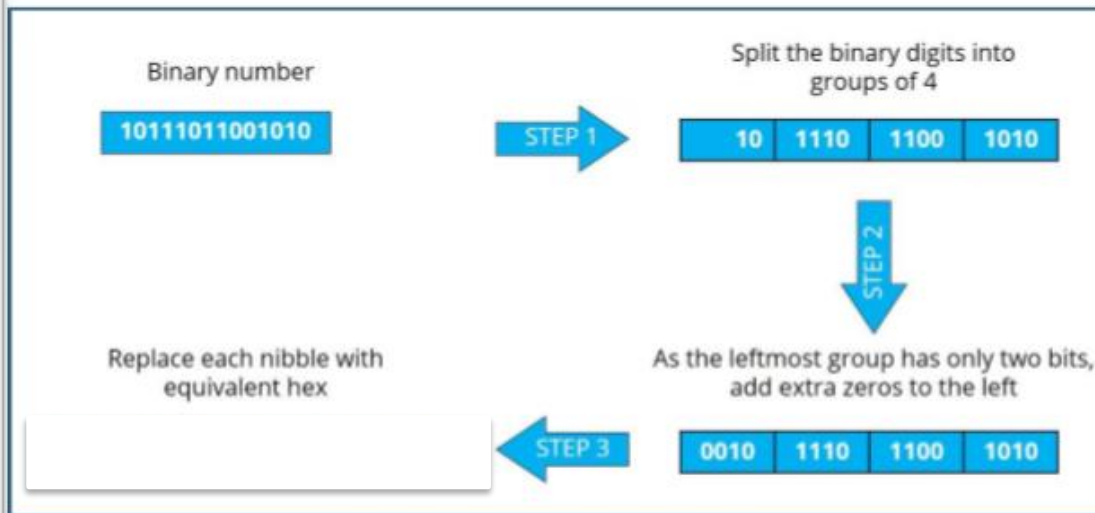 Binary number
10111011001010
STEP 1
Split the binary digits into
groups of 4
10 1110 1100 1010
STEP 2
As the leftmost group has only two bits,
add extra zeros to the left
0010 1110 1100 1010
STEP 3
Replace each nibble with
equivalent hex